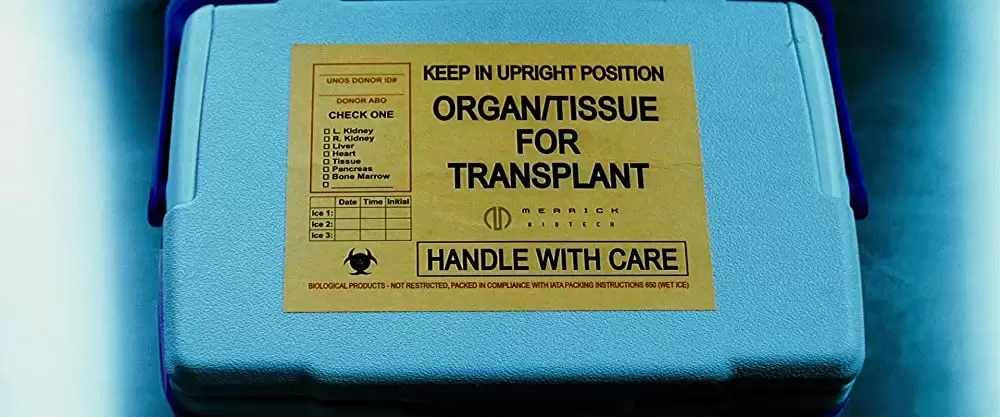 UNOS DONOR ID#
DONOR ABO
CHECK ONE
L. Kidney
R. Kidney
Liver
Heart
Tissue
Pancreas
Bone Marrow
Date Time Initial
Ice 1:
Ice 2:
Ice 3:
KEEP IN UPRIGHT POSITION
ORGAN/TISSUE
FOR
TRANSPLANT
MERRICK
BIOTECH
HANDLE WITH CARE
BIOLOGICAL PRODUCTS - NOT RESTRICTED, PACKED IN COMPLIANCE WITH IATA PACKING INSTRUCTIONS 650 (WET ICE)